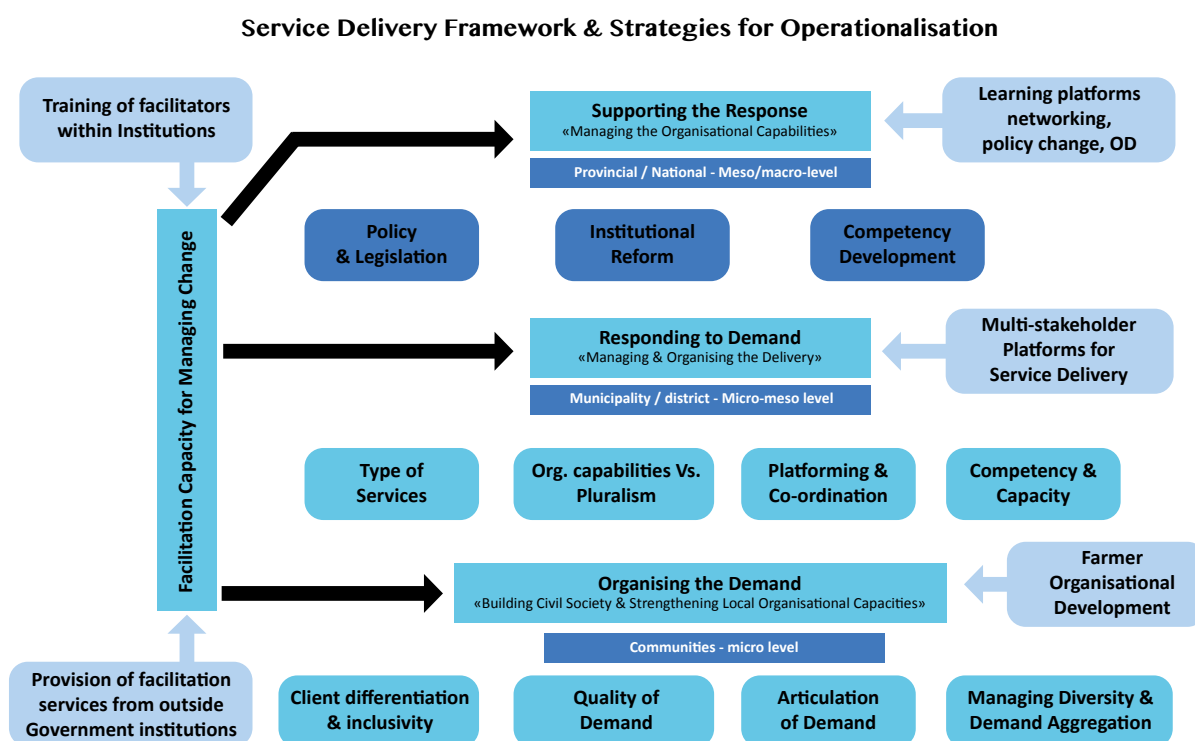 Service Delivery Framework & Strategies for Operationalisation
Training of facilitators
within Institutions
Supporting the Response
«Managing the Organisational Capabilities»
Provincial / National - Meso/macro-level
Learning platforms
networking,
policy change, OD
Policy
& Legislation
Institutional
Reform
Competency
Development
Facilitation Capacity for Managing Change
Responding to Demand
«Managing & Organising the Delivery»
Municipality / district - Micro-meso level
Multi-stakeholder
Platforms for
Service Delivery
Type of
Services
Org. capabilities Vs.
Pluralism
Platforming &
Co-ordination
Competency &
Capacity
Organising the Demand
«Building Civil Society & Strengthening Local Organisational Capacities»
Communities - micro level
Farmer
Organisational
Development
Provision of facilitation
services from outside
Government institutions
Client differentiation
& inclusivity
Quality of
Demand
Articulation
of Demand
Managing Diversity &
Demand Aggregation